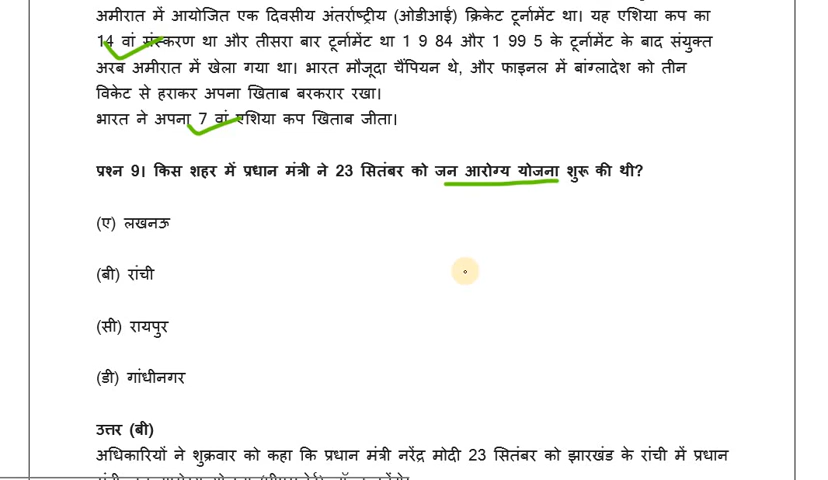 अमीरात में आयोजित एक दिवसीय अंतर्राष्ट्रीय (ओडीआई) क्रिकेट टूर्नामेंट था। यह एशिया कप का
14 वां संस्करण था और तीसरा बार टूर्नामेंट था 1 9 84 और 1 99 5 के टूर्नामेंट के बाद संयुक्त
अरब अमीरात में खेला गया था। भारत मौजूदा चैंपियन थे, और फाइनल में बांग्लादेश को तीन
विकेट से हराकर अपना खिताब बरकरार रखा।
भारत ने अपना 7 वां एशिया कप खिताब जीता।
प्रश्न 9। किस शहर में प्रधान मंत्री ने 23 सितंबर को जन आरोग्य योजना शुरू की थी?
(ए) लखनऊ
(बी) रांची
(सी) रायपुर
(डी) गांधीनगर
उत्तर (बी)
अधिकारियों ने शुक्रवार को कहा कि प्रधान मंत्री नरेंद्र मोदी 23 सितंबर को झारखंड के रांची में प्रधान